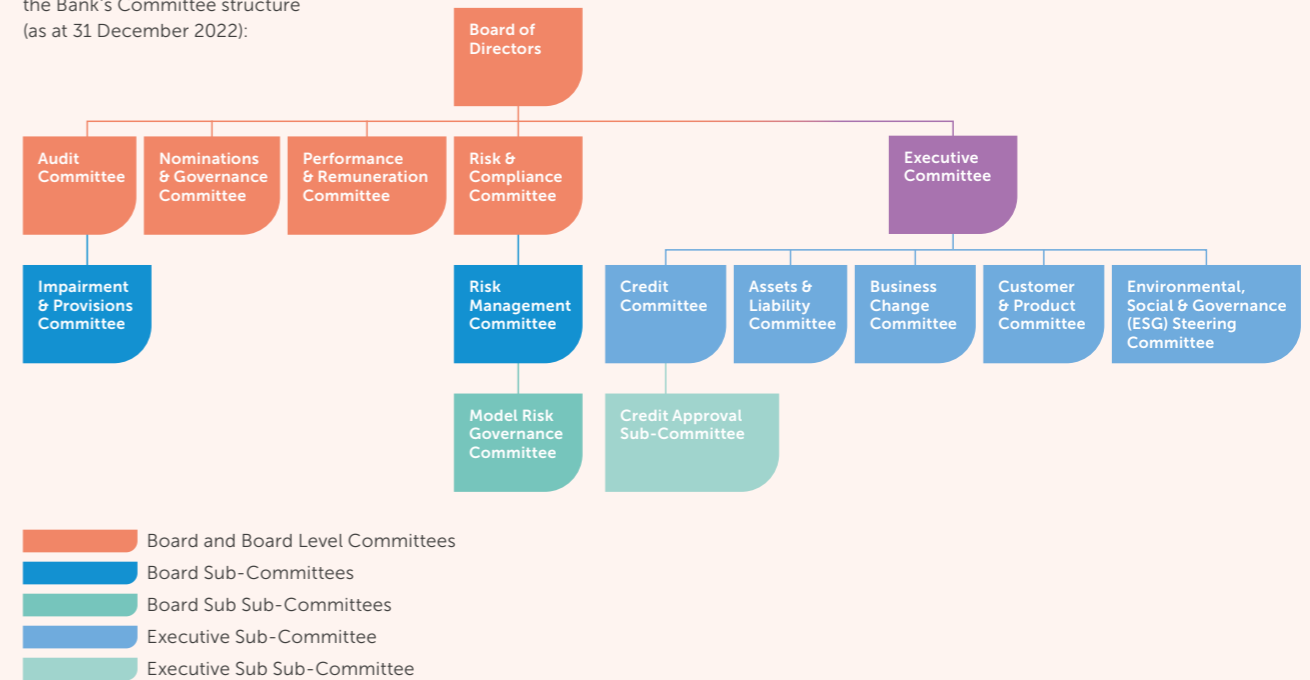 the Bank's Committee structure
(as at 31 December 2022):
Board of
Directors
Audit
Committee
Nominations
& Governance
Committee
Performance
& Remuneration
Committee
Risk &
Compliance
Committee
Executive
Committee
Impairment
& Provisions
Committee
Risk
Management
Committee
Credit
Committee
Assets &
Liability
Committee
Business
Change
Committee
Customer
& Product
Committee
Environmental,
Social & Governance
(ESG) Steering
Committee
Model Risk
Governance
Committee
Credit Approval
Sub-Committee
Board and Board Level Committees
Board Sub-Committees
Board Sub Sub-Committees
Executive Sub-Committee
Executive Sub Sub-Committee